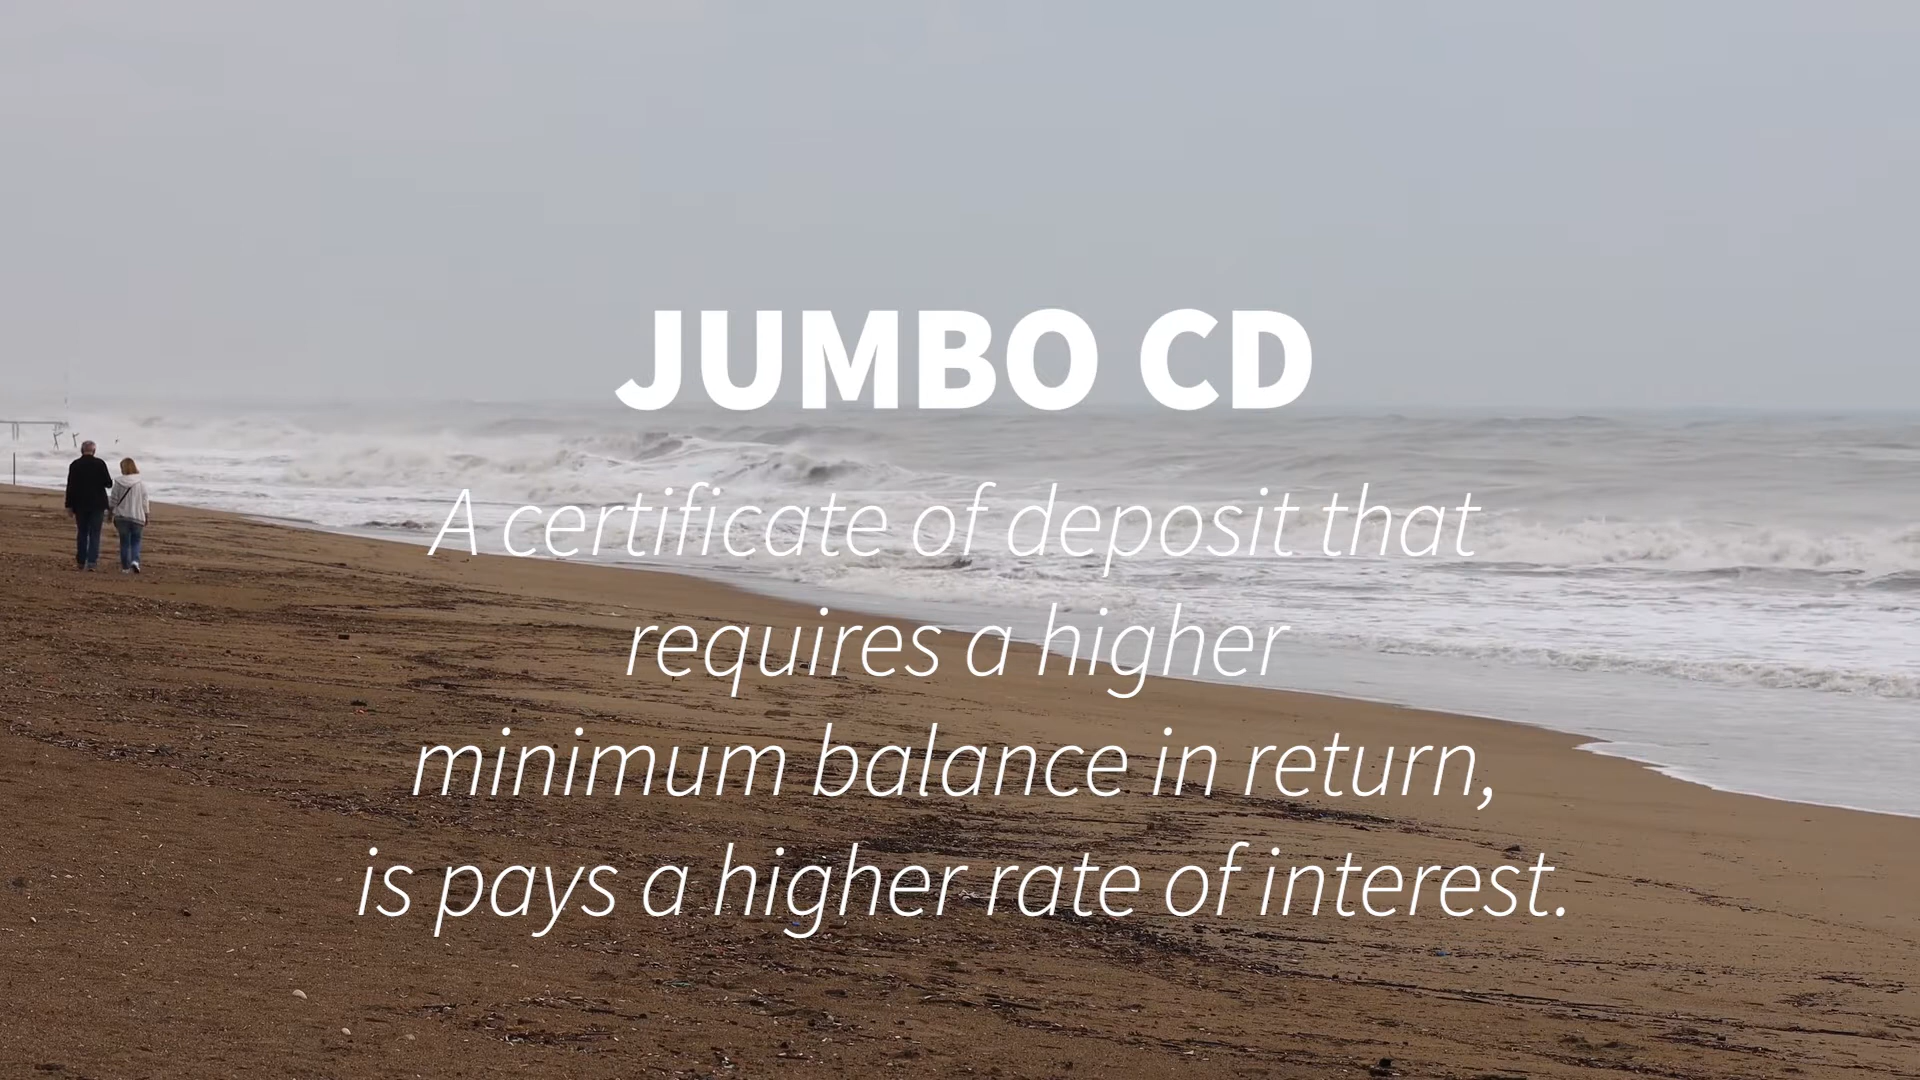 JUMBO CD
A certificate of deposit that
requires a higher
minimum balance in return,
is pays a higher rate of interest.